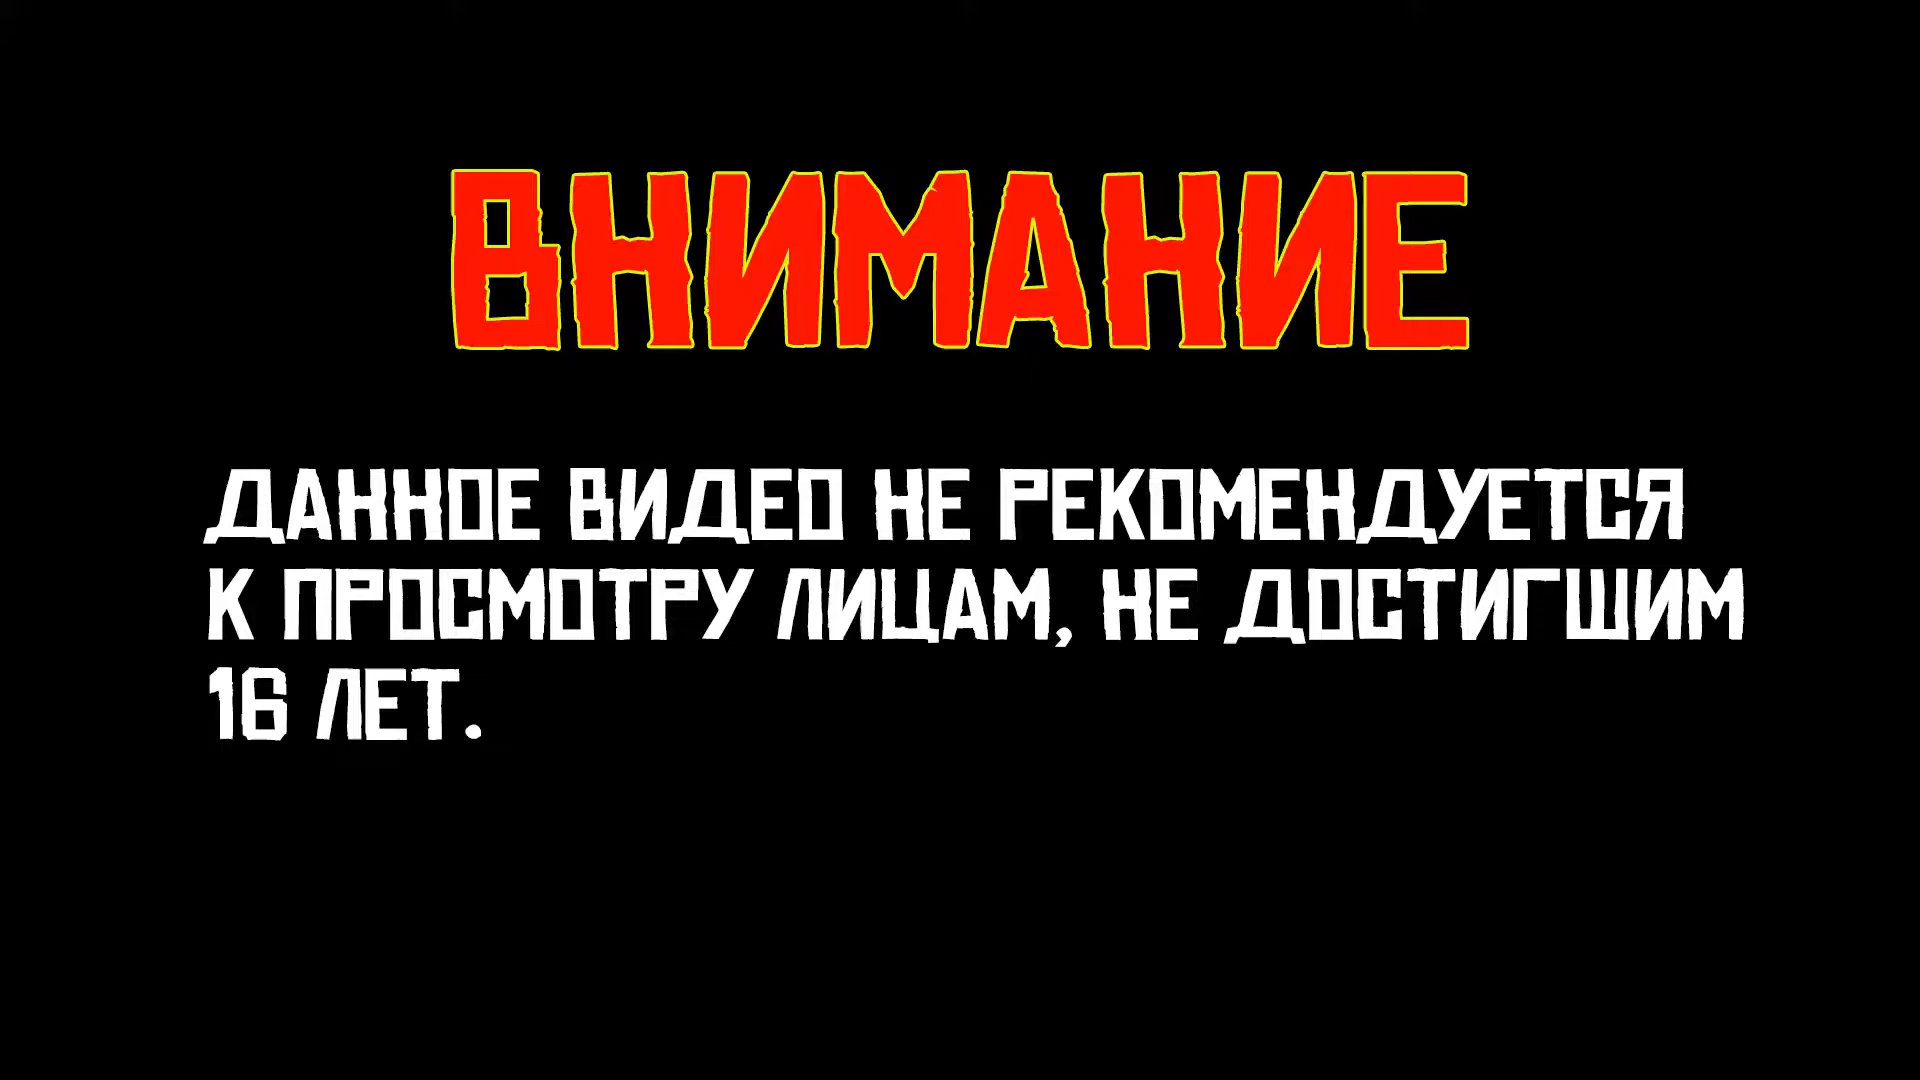 ВНИМАНИЕ
ДАННОЕ ВИДЕО НЕ РЕКОМЕНДУЕТСЯ
К ПРОСМОТРУ ЛИЦАМ, НЕ ДОСТИГШИМ
16 ЛЕТ.